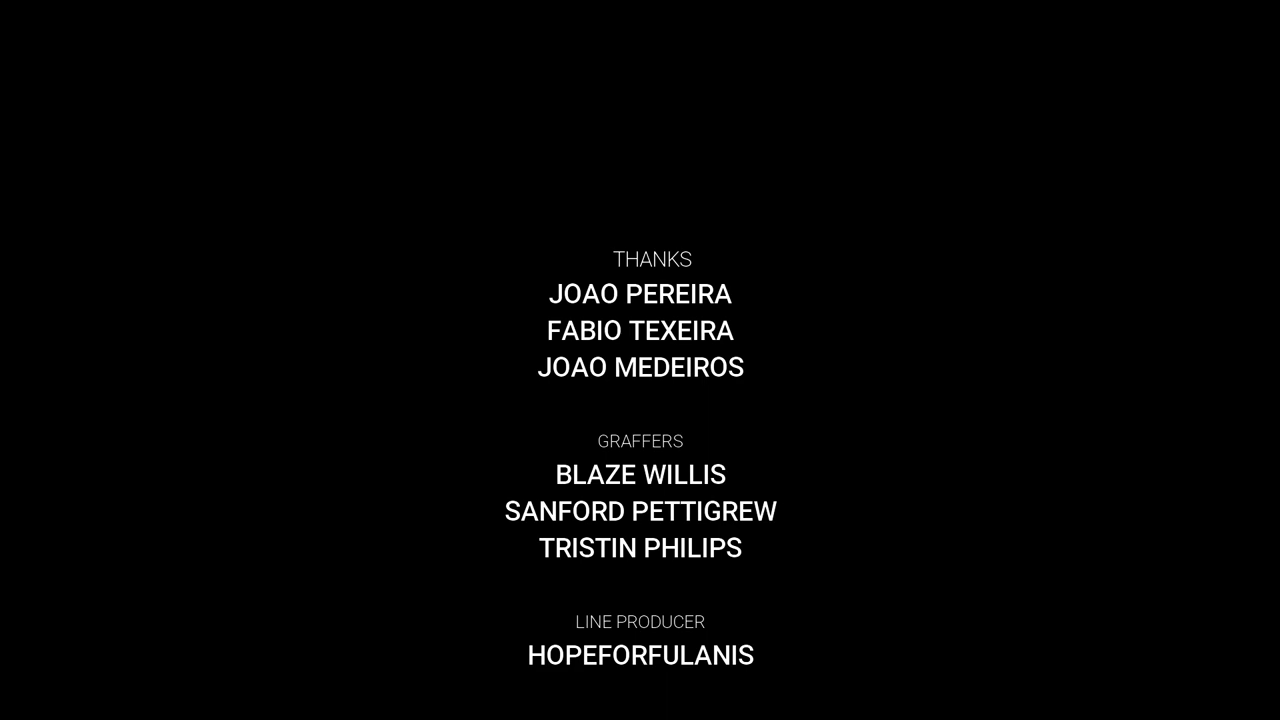 THANKS
JOAO PEREIRA
FABIO TEXEIRA
JOAO MEDEIROS
GRAFFERS
BLAZE WILLIS
SANFORD PETTIGREW
TRISTIN PHILIPS
LINE PRODUCER
HOPEFORFULANIS